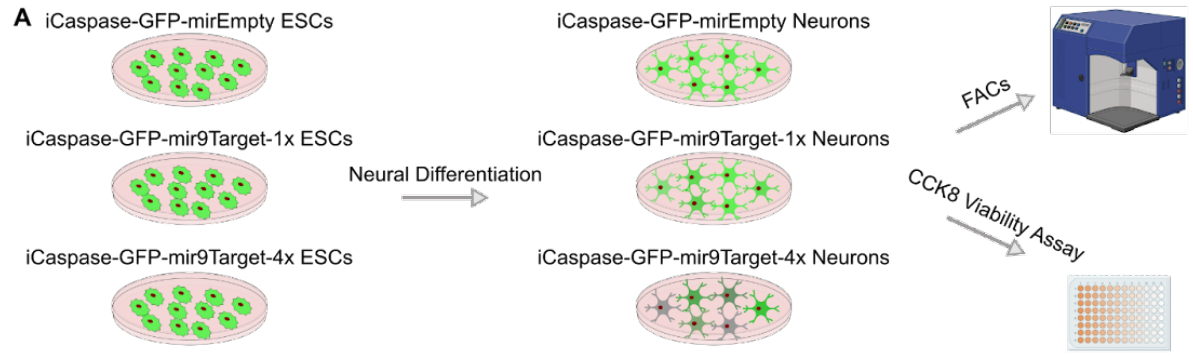 A
iCaspase-GFP-mirEmpty ESCs
iCaspase-GFP-mirEmpty Neurons
FACs
iCaspase-GFP-mir9Target-1x ESCs
iCaspase-GFP-mir9Target-1x Neurons
Neural Differentiation
CCK8 Viability Assay
iCaspase-GFP-mir9Target-4x ESCs
iCaspase-GFP-mir9Target-4x Neurons